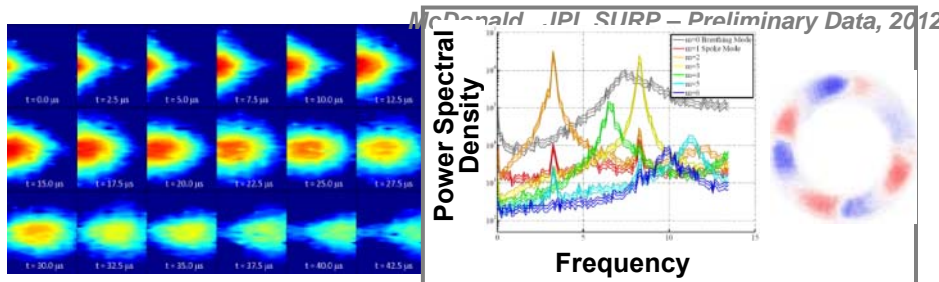 McDonald, JPL SURP – Preliminary Data, 2012
t = 0.0 μs
t = 2.5 μs
t = 5.0 μs
t = 7.5 μs
t = 10.0 μs
t = 12.5 μs
t = 15.0 μs
t = 17.5 μs
t = 20.0 μs
t = 22.5 μs
t = 25.0 μs
t = 27.5 μs
t = 30.0 μs
t = 32.5 μs
t = 35.0 μs
t = 37.5 μs
t = 40.0 μs
t = 42.5 μs
Power Spectral
Density
m=0 Breathing Mode
m=1 Spoke Mode
m=2
m=3
m=4
m=5
m=6
0
5
10
15
Frequency